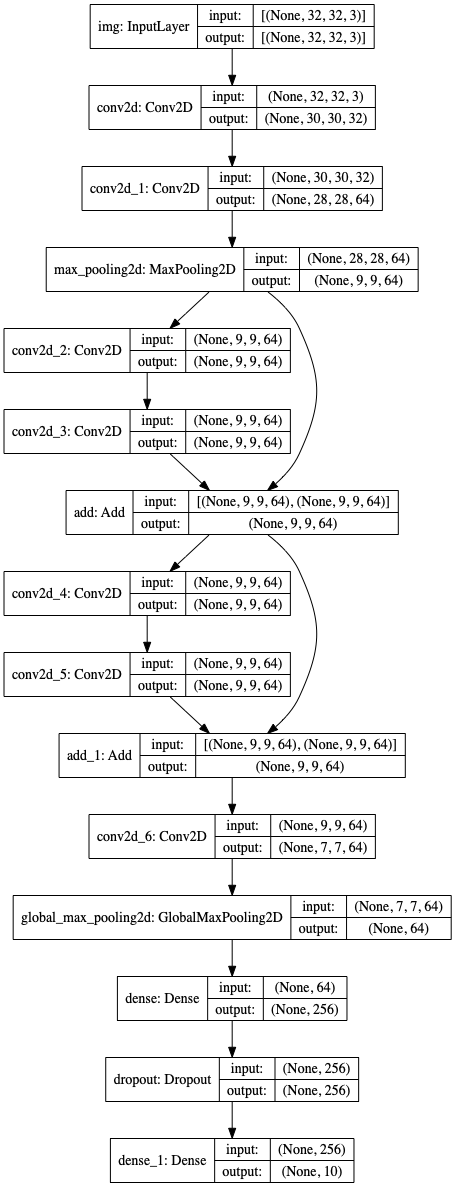 img: InputLayer
input: [(None, 32, 32, 3)]
output: [(None, 32, 32, 3)]
conv2d: Conv2D
input: (None, 32, 32, 3)
output: (None, 30, 30, 32)
conv2d_1: Conv2D
input: (None, 30, 30, 32)
output: (None, 28, 28, 64)
max_pooling2d: MaxPooling2D
input: (None, 28, 28, 64)
output: (None, 9, 9, 64)
conv2d_2: Conv2D
input: (None, 9, 9, 64)
output: (None, 9, 9, 64)
conv2d_3: Conv2D
input: (None, 9, 9, 64)
output: (None, 9, 9, 64)
add: Add
input: [(None, 9, 9, 64), (None, 9, 9, 64)]
output: (None, 9, 9, 64)
conv2d_4: Conv2D
input: (None, 9, 9, 64)
output: (None, 9, 9, 64)
conv2d_5: Conv2D
input: (None, 9, 9, 64)
output: (None, 9, 9, 64)
add_1: Add
input: [(None, 9, 9, 64), (None, 9, 9, 64)]
output: (None, 9, 9, 64)
conv2d_6: Conv2D
input: (None, 9, 9, 64)
output: (None, 7, 7, 64)
global_max_pooling2d: GlobalMaxPooling2D
input: (None, 7, 7, 64)
output: (None, 64)
dense: Dense
input: (None, 64)
output: (None, 256)
dropout: Dropout
input: (None, 256)
output: (None, 256)
dense_1: Dense
input: (None, 256)
output: (None, 10)